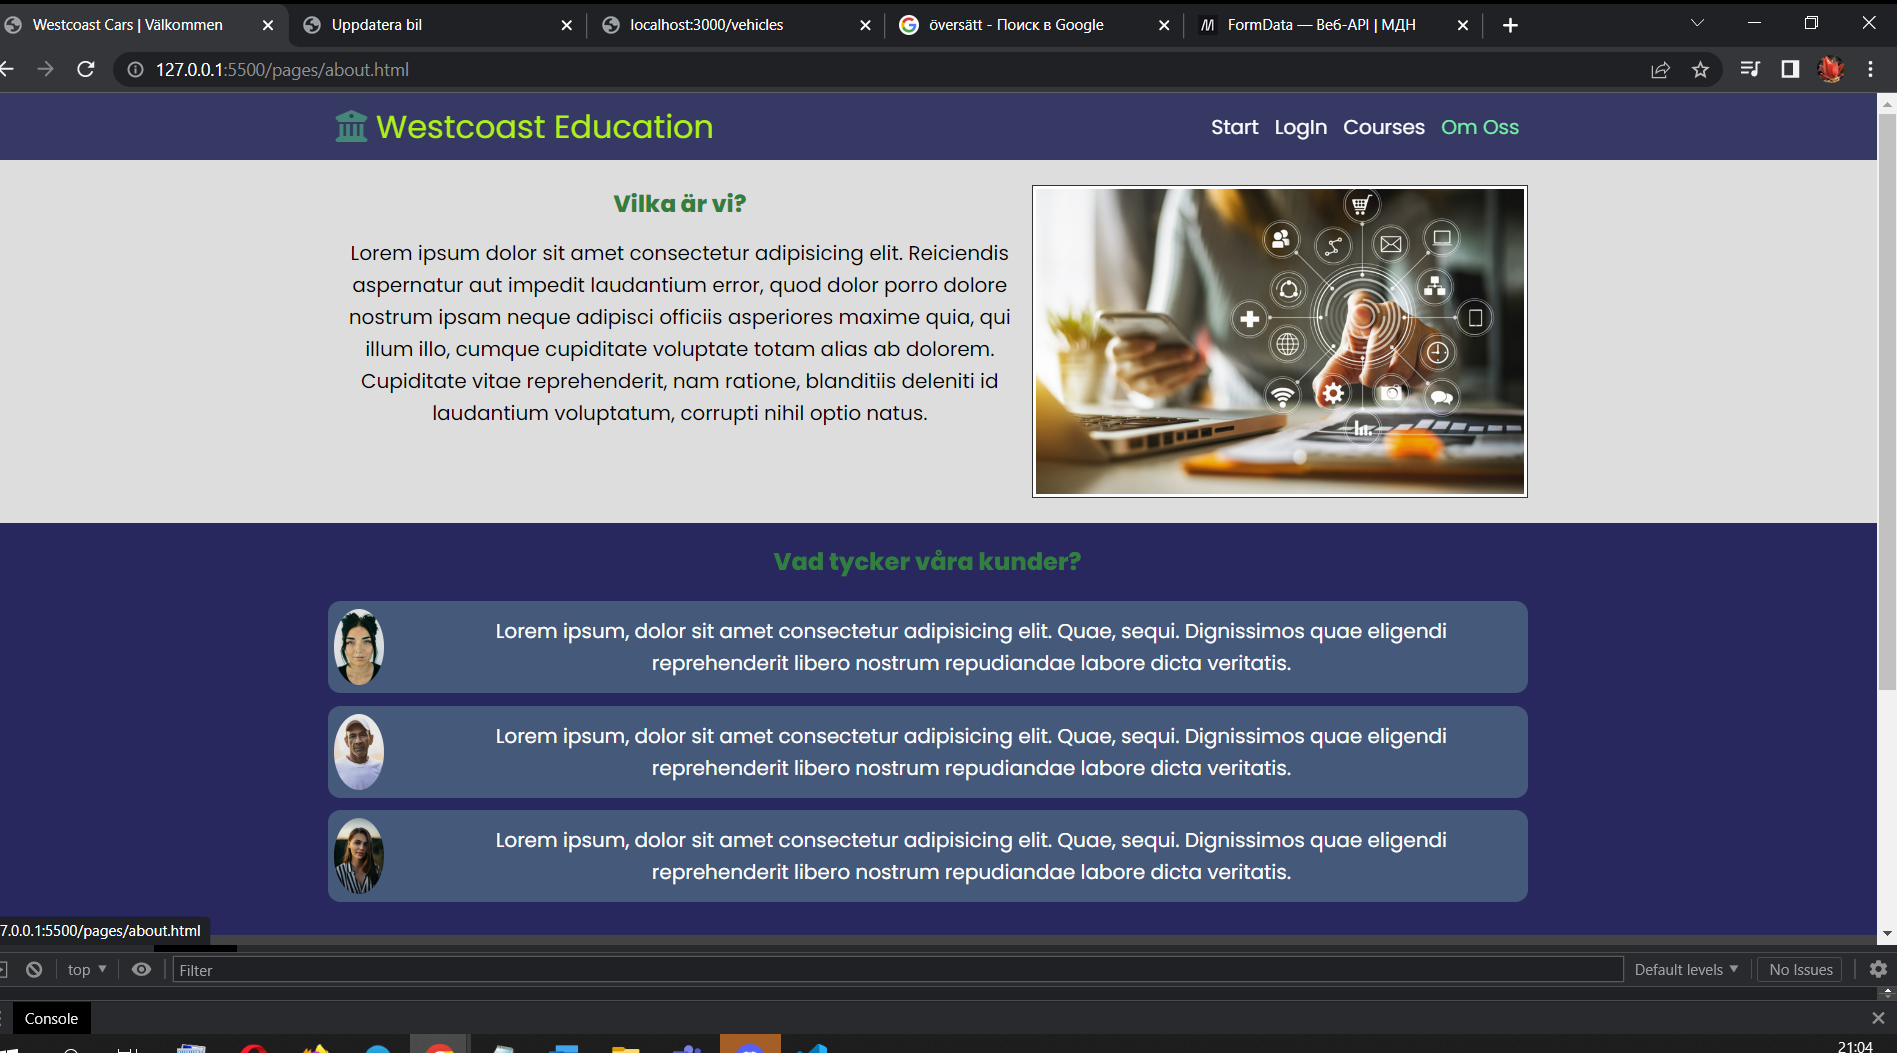 Westcoast Cars | Välkommen
Uppdatera bil
localhost:3000/vehicles
översätt - Поиск в Google
FormData — Веб-API | МДН
127.0.0.1:5500/pages/about.html
Westcoast Education
Start LogIn Courses Om Oss
Vilka är vi?
Lorem ipsum dolor sit amet consectetur adipisicing elit. Reiciendis
aspernatur aut impedit laudantium error, quod dolor porro dolore
nostrum ipsam neque adipisci officiis asperiores maxime quia, qui
illum illo, cumque cupiditate voluptate totam alias ab dolorem.
Cupiditate vitae reprehenderit, nam ratione, blanditiis deleniti id
laudantium voluptatum, corrupti nihil optio natus.
Vad tycker våra kunder?
Lorem ipsum, dolor sit amet consectetur adipisicing elit. Quae, sequi. Dignissimos quae eligendi
reprehenderit libero nostrum repudiandae labore dicta veritatis.
Lorem ipsum, dolor sit amet consectetur adipisicing elit. Quae, sequi. Dignissimos quae eligendi
reprehenderit libero nostrum repudiandae labore dicta veritatis.
Lorem ipsum, dolor sit amet consectetur adipisicing elit. Quae, sequi. Dignissimos quae eligendi
reprehenderit libero nostrum repudiandae labore dicta veritatis.
7.0.0.1:5500/pages/about.html
top
Filter
Default levels
No Issues
Console
21:04